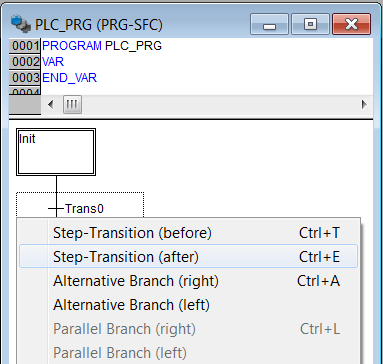 PLC_PRG (PRG-SFC)
0001 PROGRAM PLC_PRG
0002 VAR
0003 END_VAR
0004
Init
Trans0
Step-Transition (before) Ctrl+T
Step-Transition (after) Ctrl+E
Alternative Branch (right) Ctrl+A
Alternative Branch (left)
Parallel Branch (right) Ctrl+L
Parallel Branch (left)